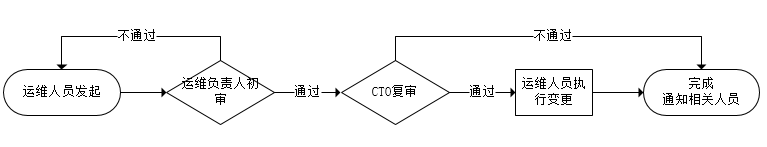 不通过
不通过
运维人员发起
运维负责人初
审
通过
CTO复审
通过
运维人员执
行变更
完成
通知相关人员